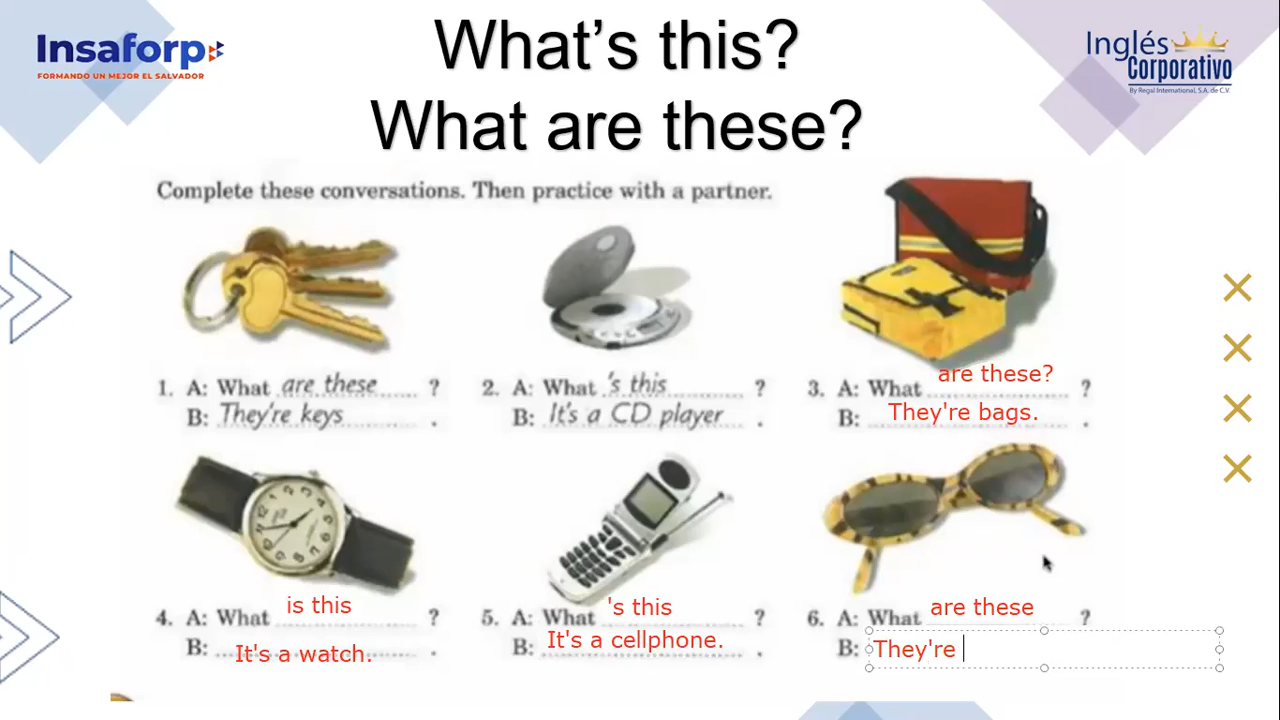 Insaforp
FORMANDO UN MEJOR EL SALVADOR
What's this?
What are these?
Inglés
Corporativo
By Regal International, S.A. de C.V.
Complete these conversations. Then practice with a partner.
1. A: What are these ?
B: They're keys .
2. A: What 's this ?
B: It's a CD player .
3. A: What are these? ?
B: They're bags. .
4. A: What is this ?
B: It's a watch. .
5. A: What 's this ?
B: It's a cellphone. .
6. A: What are these ?
B: They're